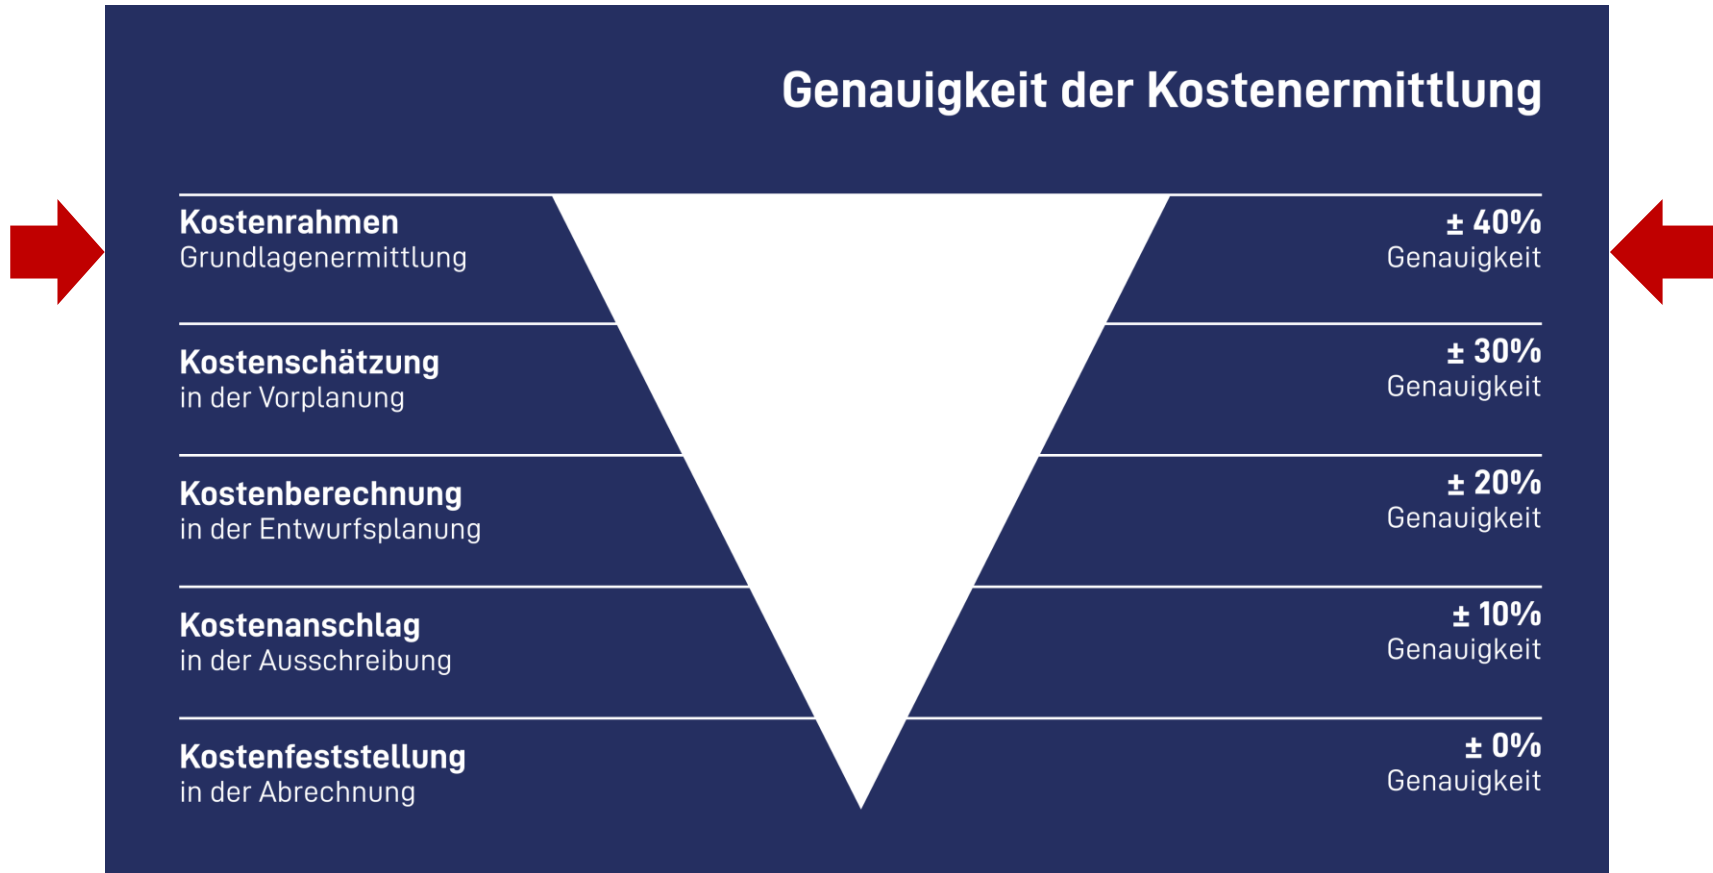 Genauigkeit der Kostenermittlung
Kostenrahmen
Grundlagenermittlung
± 40%
Genauigkeit
Kostenschätzung
in der Vorplanung
± 30%
Genauigkeit
Kostenberechnung
in der Entwurfsplanung
± 20%
Genauigkeit
Kostenanschlag
in der Ausschreibung
± 10%
Genauigkeit
Kostenfeststellung
in der Abrechnung
± 0%
Genauigkeit